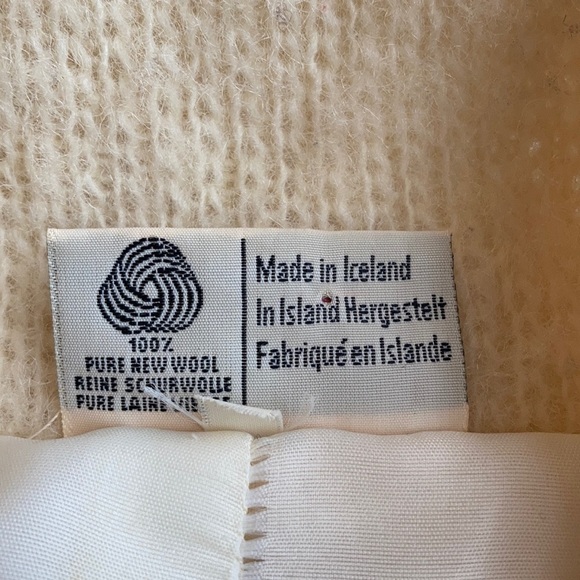 100%
PURE NEW WOOL
REINE SCHURWOLLE
PURE LAINE
Made in Iceland
In Island Hergestelt
Fabriqué en Islande